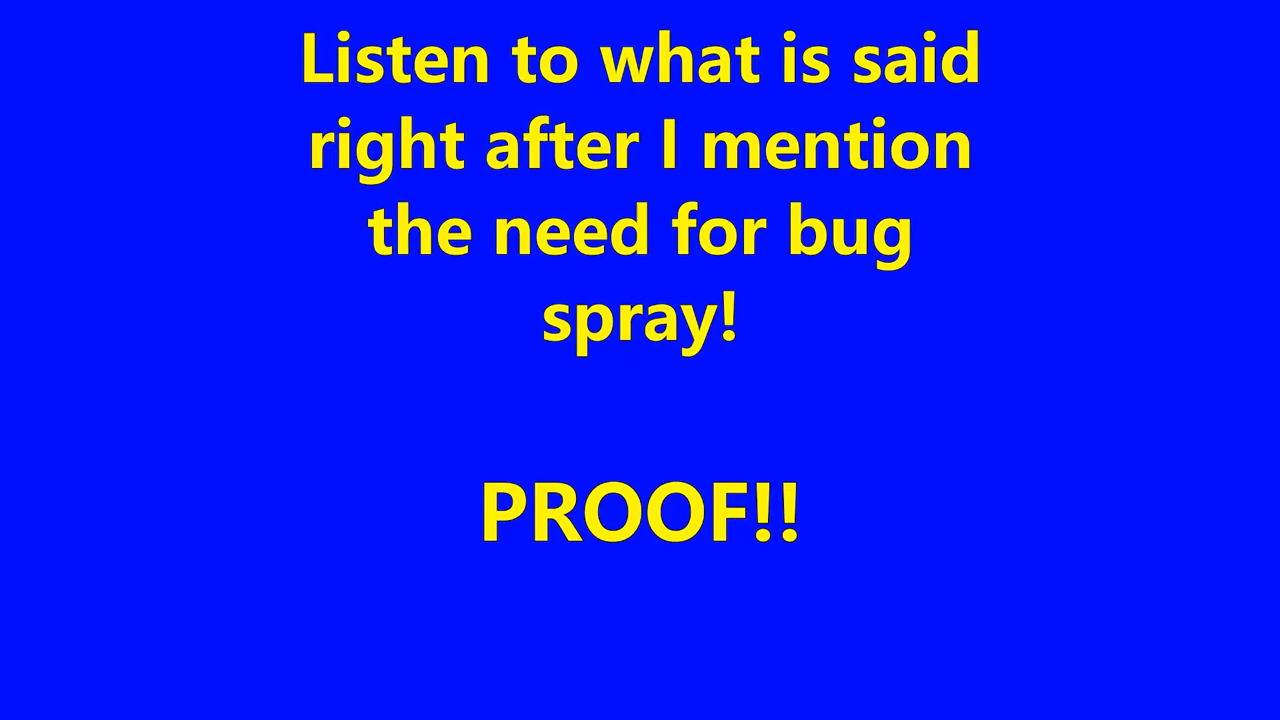 Listen to what is said
right after I mention
the need for bug
spray!
PROOF!!